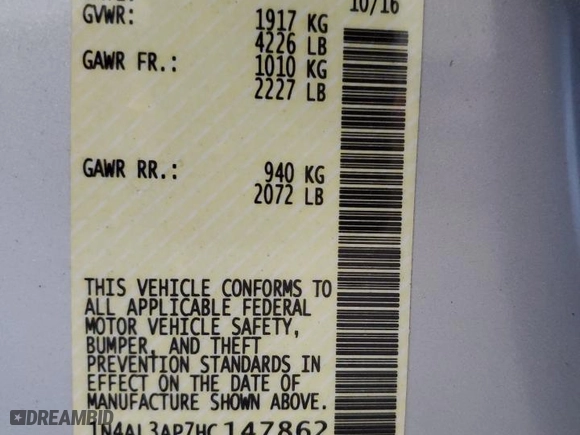 10/16
GVWR: 1917 KG
4226 LB
GAWR FR.: 1010 KG
2227 LB
GAWR RR.: 940 KG
2072 LB
THIS VEHICLE CONFORMS TO
ALL APPLICABLE FEDERAL
MOTOR VEHICLE SAFETY,
BUMPER, AND THEFT
PREVENTION STANDARDS IN
EFFECT ON THE DATE OF
MANUFACTURE SHOWN ABOVE.
1N4AL3AP7HC147862
DREAMBID